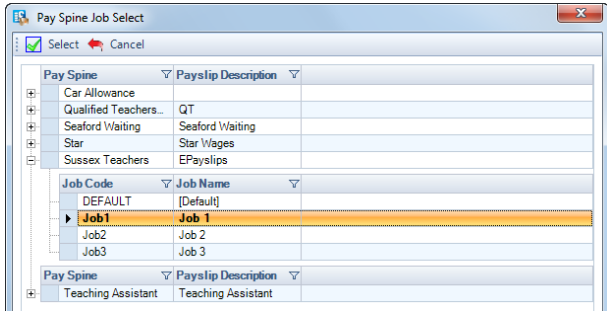 Pay Spine Job Select
Select Cancel
Pay Spine Payslip Description
Car Allowance
Qualified Teachers... QT
Seaford Waiting Seaford Waiting
Star Star Wages
Sussex Teachers EPayslips
Job Code Job Name
DEFAULT [Default]
Job1 Job 1
Job2 Job 2
Job3 Job 3
Pay Spine Payslip Description
Teaching Assistant Teaching Assistant